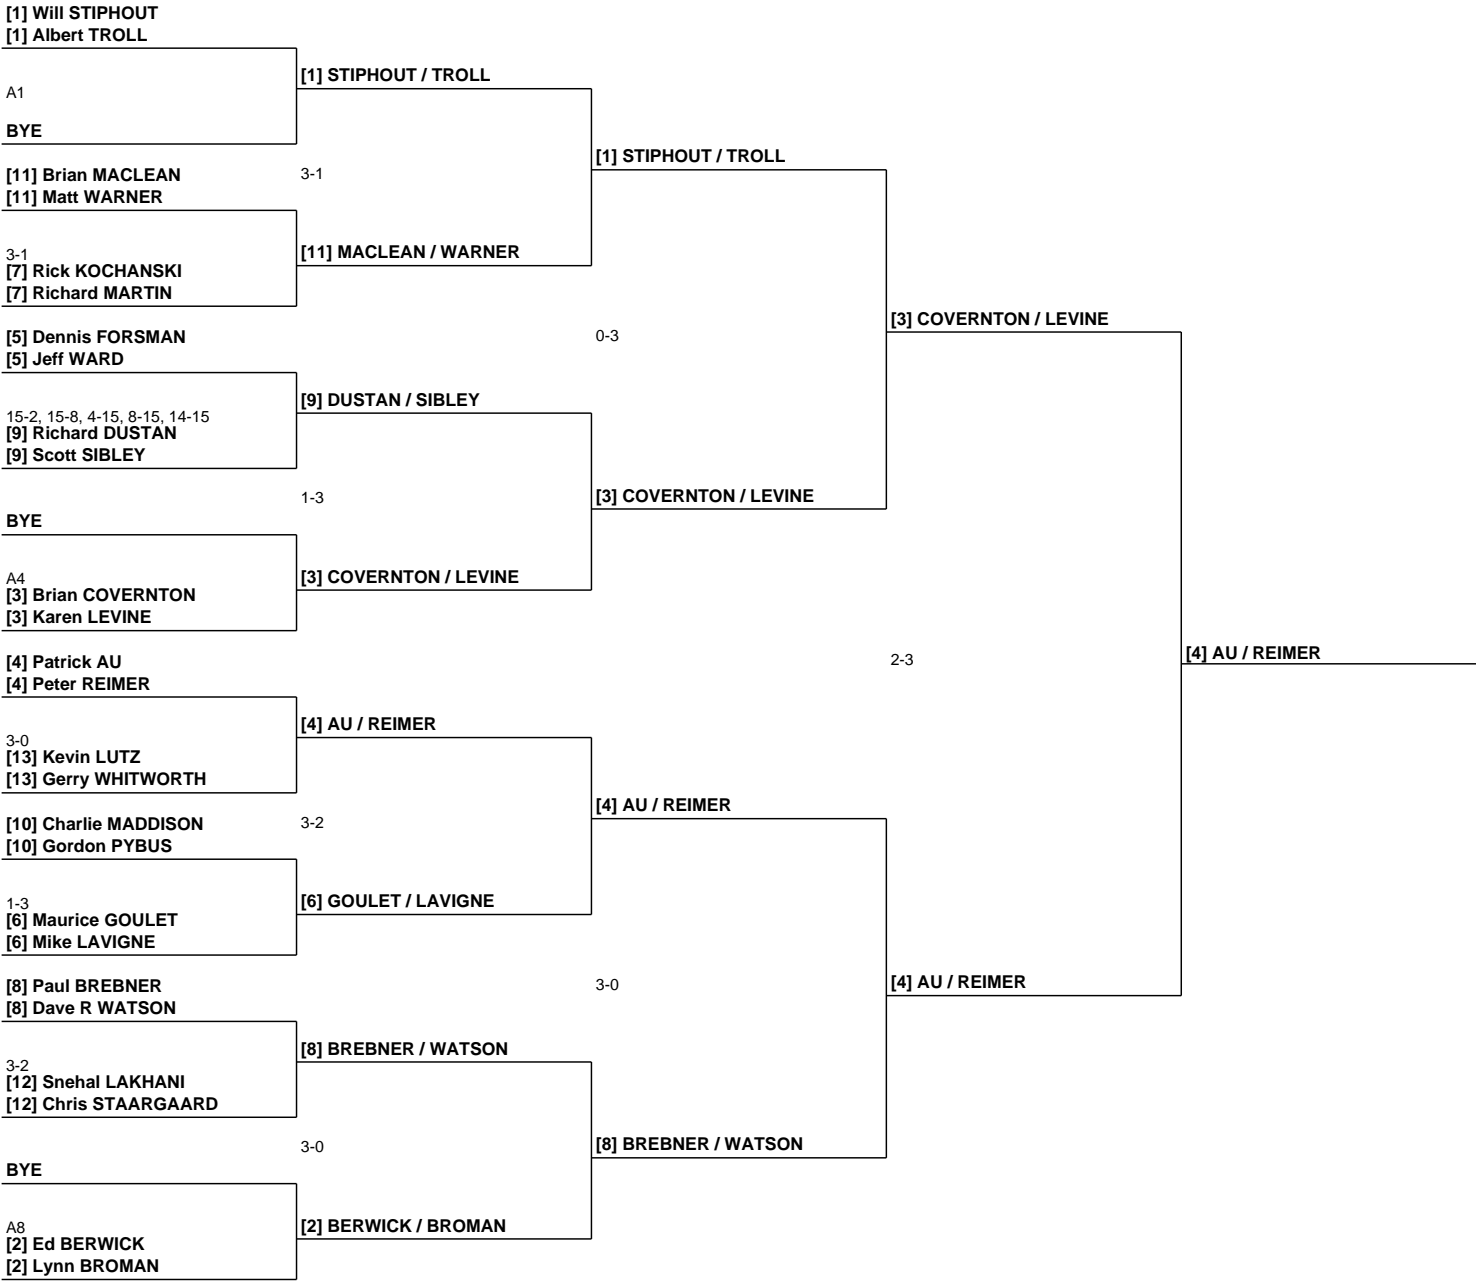 [1] Will STIPHOUT
[1] Albert TROLL
A1
BYE
[11] Brian MACLEAN
[11] Matt WARNER
3-1
[7] Rick KOCHANSKI
[7] Richard MARTIN
[5] Dennis FORSMAN
[5] Jeff WARD
15-2, 15-8, 4-15, 8-15, 14-15
[9] Richard DUSTAN
[9] Scott SIBLEY
BYE
A4
[3] Brian COVERNTON
[3] Karen LEVINE
[4] Patrick AU
[4] Peter REIMER
3-0
[13] Kevin LUTZ
[13] Gerry WHITWORTH
[10] Charlie MADDISON
[10] Gordon PYBUS
1-3
[6] Maurice GOULET
[6] Mike LAVIGNE
[8] Paul BREBNER
[8] Dave R WATSON
3-2
[12] Snehal LAKHANI
[12] Chris STAARGAARD
BYE
A8
[2] Ed BERWICK
[2] Lynn BROMAN
[1] STIPHOUT / TROLL
3-1
[11] MACLEAN / WARNER
[9] DUSTAN / SIBLEY
1-3
[3] COVERNTON / LEVINE
[4] AU / REIMER
3-2
[6] GOULET / LAVIGNE
[8] BREBNER / WATSON
3-0
[2] BERWICK / BROMAN
[1] STIPHOUT / TROLL
0-3
[3] COVERNTON / LEVINE
[4] AU / REIMER
3-0
[8] BREBNER / WATSON
[3] COVERNTON / LEVINE
2-3
[4] AU / REIMER
[4] AU / REIMER